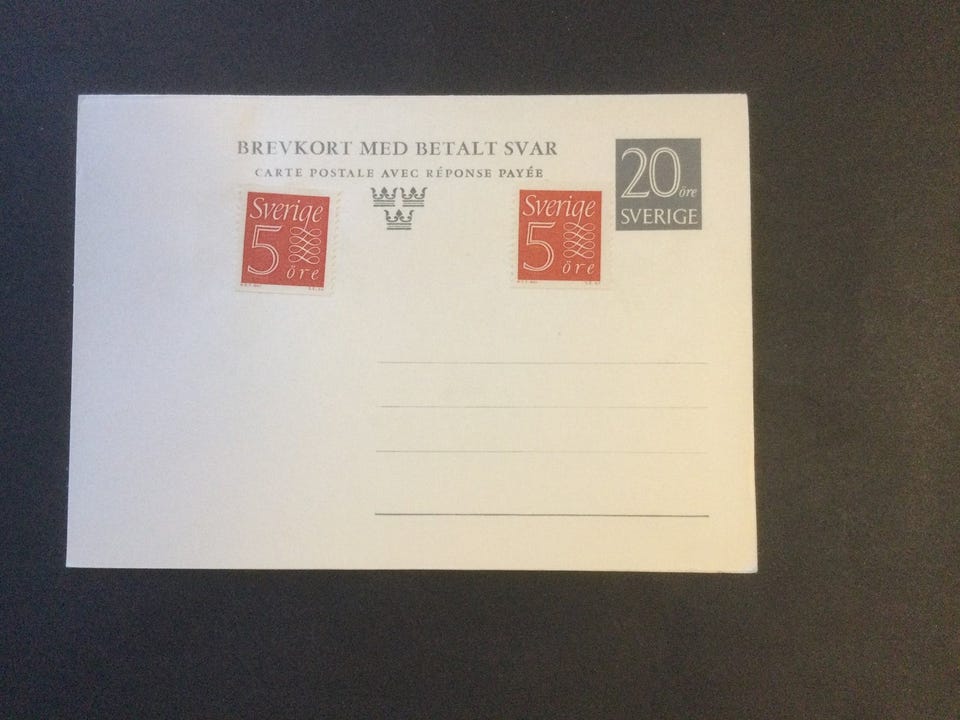 BREVKORT MED BETALT SVAR
CARTE POSTALE AVEC RÉPONSE PAYÉE
20 öre
SVERIGE
Sverige
5
öre
Sverige
5
öre